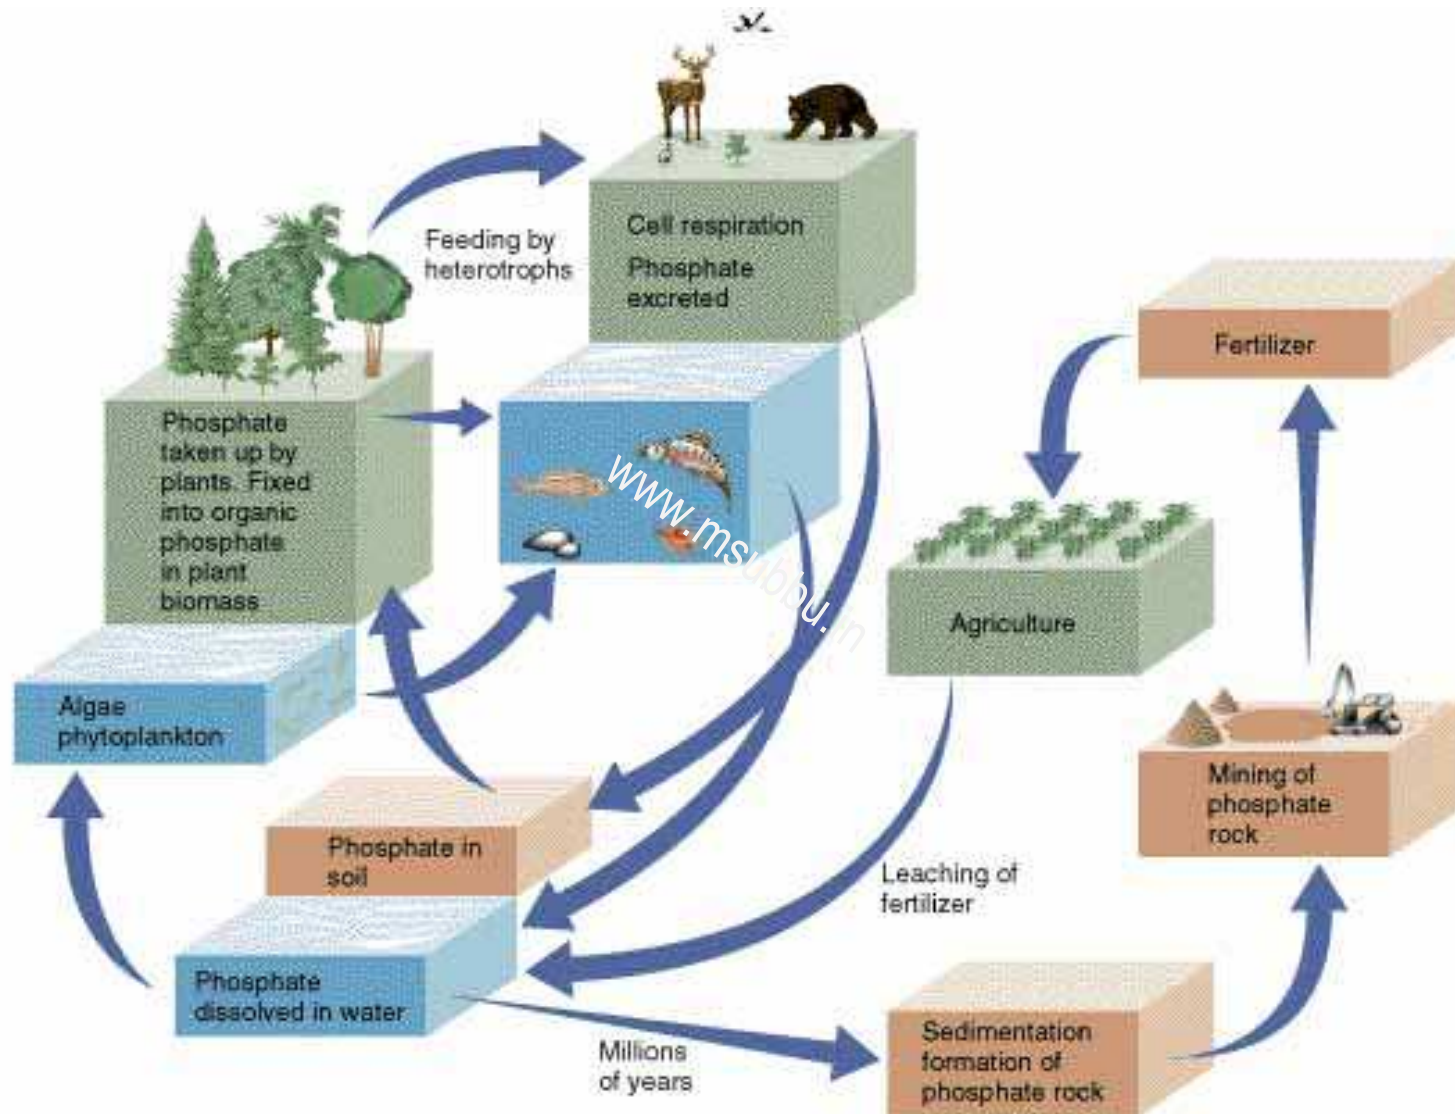 Feeding by
heterotrophs
Cell respiration
Phosphate
excreted
Fertilizer
Phosphate
taken up by
plants. Fixed
into organic
phosphate
in plant
biomass
www.msubbu.in
Agriculture
Algae
phytoplankton
Mining of
phosphate
rock
Phosphate in
soil
Leaching of
fertilizer
Phosphate
dissolved in water
Millions
of years
Sedimentation
formation of
phosphate rock